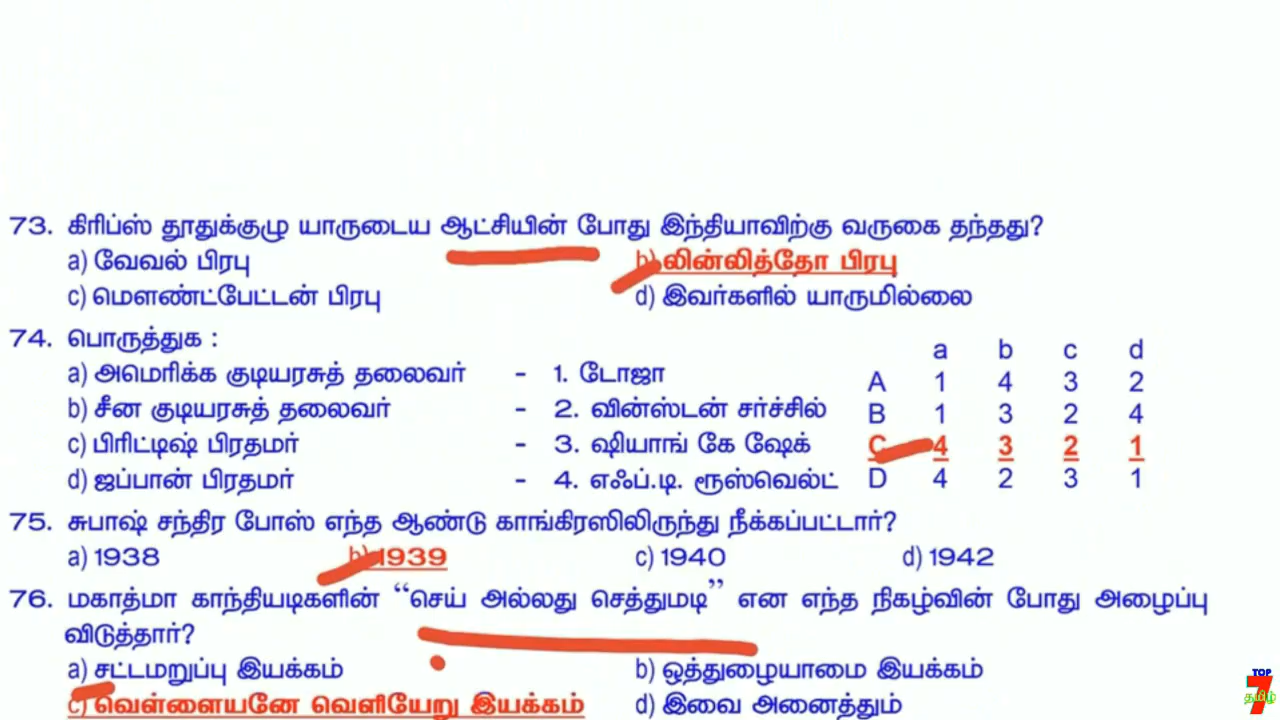 73. கிரிப்ஸ் தூதுக்குழு யாருடைய ஆட்சியின் போது இந்தியாவிற்கு வருகை தந்தது?
a) வேவல் பிரபு b) லின்லித்தோ பிரபு
c) மௌண்ட்பேட்டன் பிரபு d) இவர்களில் யாருமில்லை
74. பொருத்துக :
a b c d
a) அமெரிக்க குடியரசுத் தலைவர் - 1. டோஜா A 1 4 3 2
b) சீன குடியரசுத் தலைவர் - 2. வின்ஸ்டன் சர்ச்சில் B 1 3 2 4
c) பிரிட்டிஷ் பிரதமர் - 3. ஷியாங் கே ஷேக் C 4 3 2 1
d) ஜப்பான் பிரதமர் - 4. எஃப்.டி. ரூஸ்வெல்ட் D 4 2 3 1
75. சுபாஷ் சந்திர போஸ் எந்த ஆண்டு காங்கிரஸிலிருந்து நீக்கப்பட்டார்?
a) 1938 b) 1939 c) 1940 d) 1942
76. மகாத்மா காந்தியடிகளின் “செய் அல்லது செத்துமடி” என எந்த நிகழ்வின் போது அழைப்பு
விடுத்தார்?
a) சட்டமறுப்பு இயக்கம் b) ஒத்துழையாமை இயக்கம்
c) வெள்ளையனே வெளியேறு இயக்கம் d) இவை அனைத்தும்
TOP
7
தமிழ்